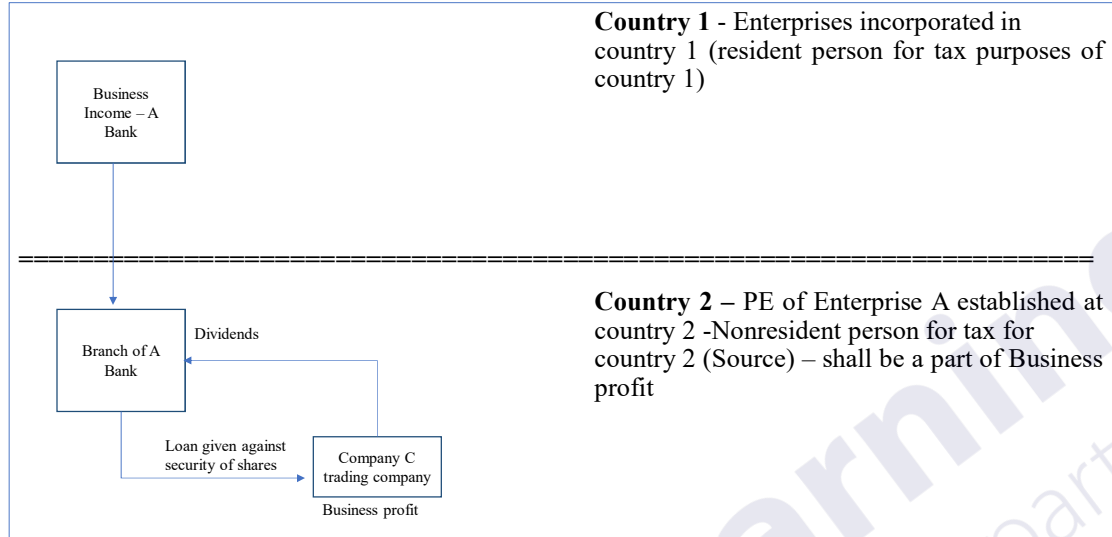 Country 1 - Enterprises incorporated in
country 1 (resident person for tax purposes of
country 1)
Business
Income – A
Bank
Country 2 – PE of Enterprise A established at
country 2 -Nonresident person for tax for
country 2 (Source) – shall be a part of Business
profit
Dividends
Branch of A
Bank
Loan given against
security of shares
Company C
trading company
Business profit